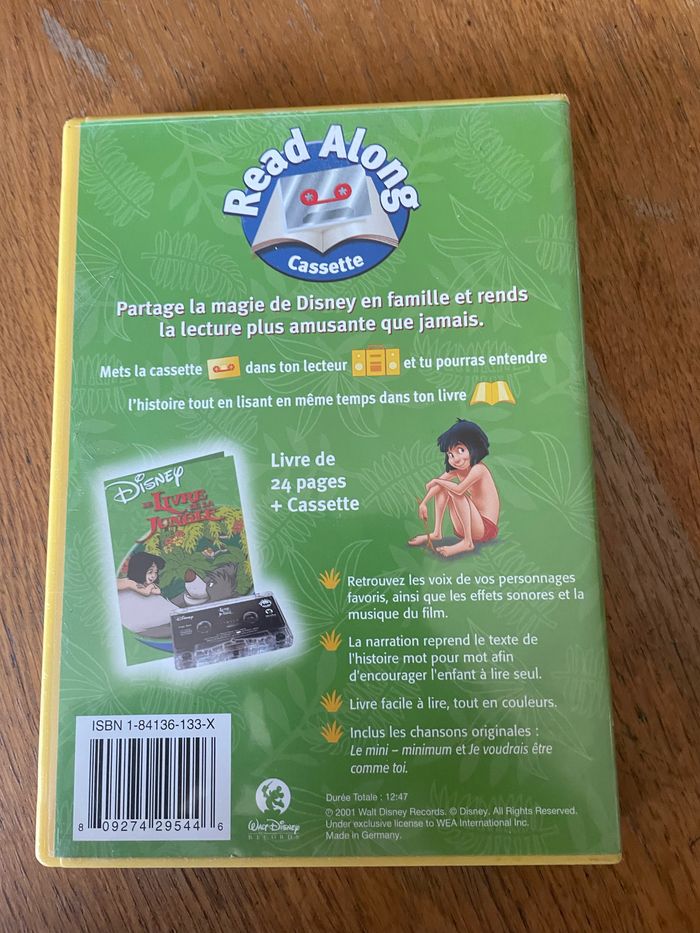 Read Along
Cassette
Partage la magie de Disney en famille et rends
la lecture plus amusante que jamais.
Mets la cassette dans ton lecteur et tu pourras entendre
l'histoire tout en lisant en même temps dans ton livre
Disney
LE LIVRE
DE LA
JUNGLE
Disney
Livre de
24 pages
+ Cassette
Retrouvez les voix de vos personnages
favoris, ainsi que les effets sonores et la
musique du film.
La narration reprend le texte de
l'histoire mot pour mot afin
d'encourager l'enfant à lire seul.
Livre facile à lire, tout en couleurs.
Inclus les chansons originales :
Le mini – minimum et Je voudrais être
comme toi.
ISBN 1-84136-133-X
8 09274 29544 6
WALT DISNEY
RECORDS
Durée Totale : 12:47
℗ 2001 Walt Disney Records. © Disney. All Rights Reserved.
Under exclusive license to WEA International Inc.
Made in Germany.